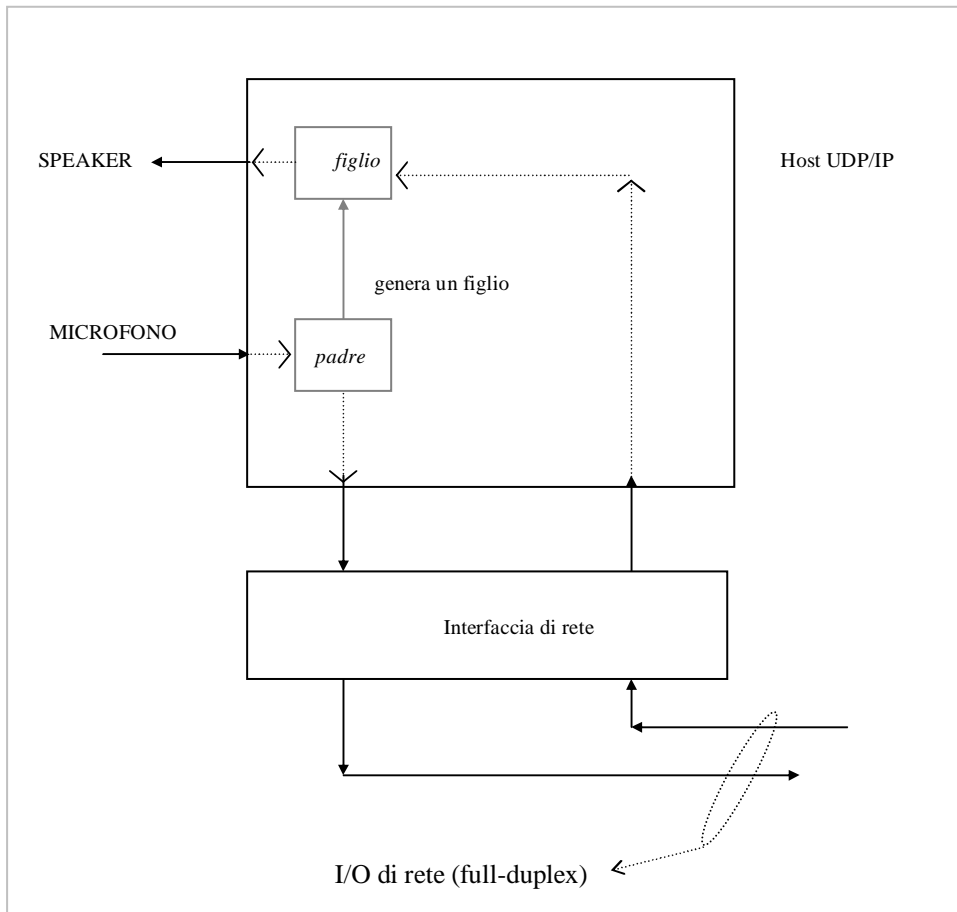 SPEAKER
figlio
Host UDP/IP
genera un figlio
MICROFONO
padre
Interfaccia di rete
I/O di rete (full-duplex)